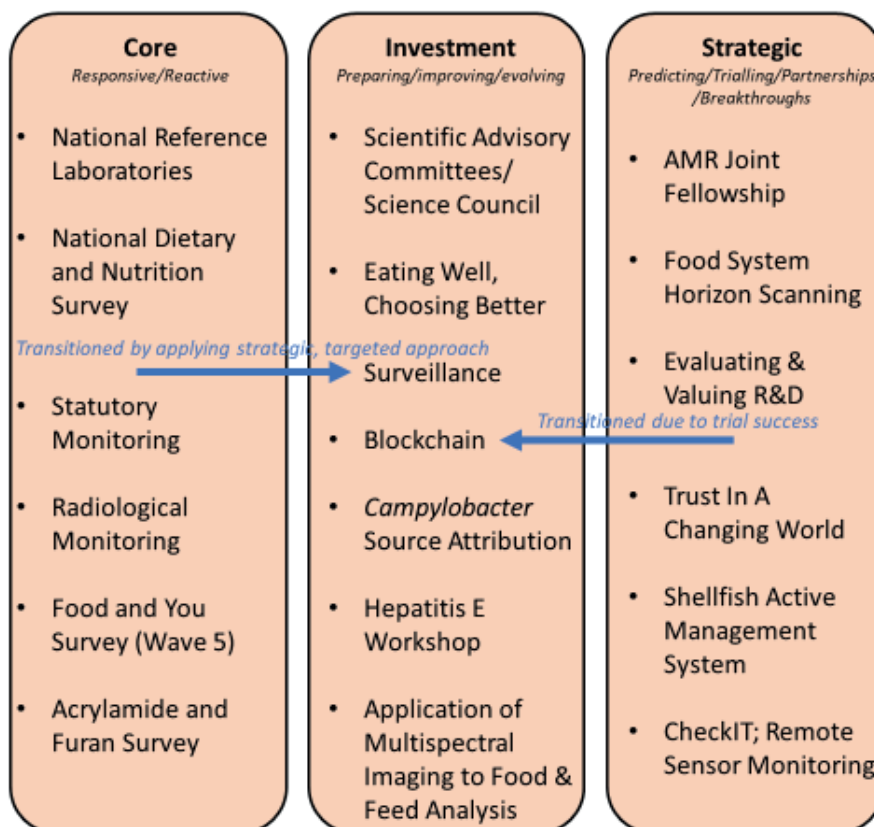 Core
Responsive/Reactive
• National Reference
Laboratories
• National Dietary
and Nutrition
Survey
Transitioned by applying strategic, targeted approach
• Statutory
Monitoring
• Radiological
Monitoring
• Food and You
Survey (Wave 5)
• Acrylamide and
Furan Survey
Investment
Preparing/improving/evolving
• Scientific Advisory
Committees/
Science Council
• Eating Well,
Choosing Better
Surveillance
• Blockchain
• Campylobacter
Source Attribution
• Hepatitis E
Workshop
• Application of
Multispectral
Imaging to Food &
Feed Analysis
Strategic
Predicting/Trialling/Partnerships
/Breakthroughs
• AMR Joint
Fellowship
• Food System
Horizon Scanning
• Evaluating &
Valuing R&D
Transitioned due to trial success
• Trust In A
Changing World
• Shellfish Active
Management
System
• CheckIT; Remote
Sensor Monitoring